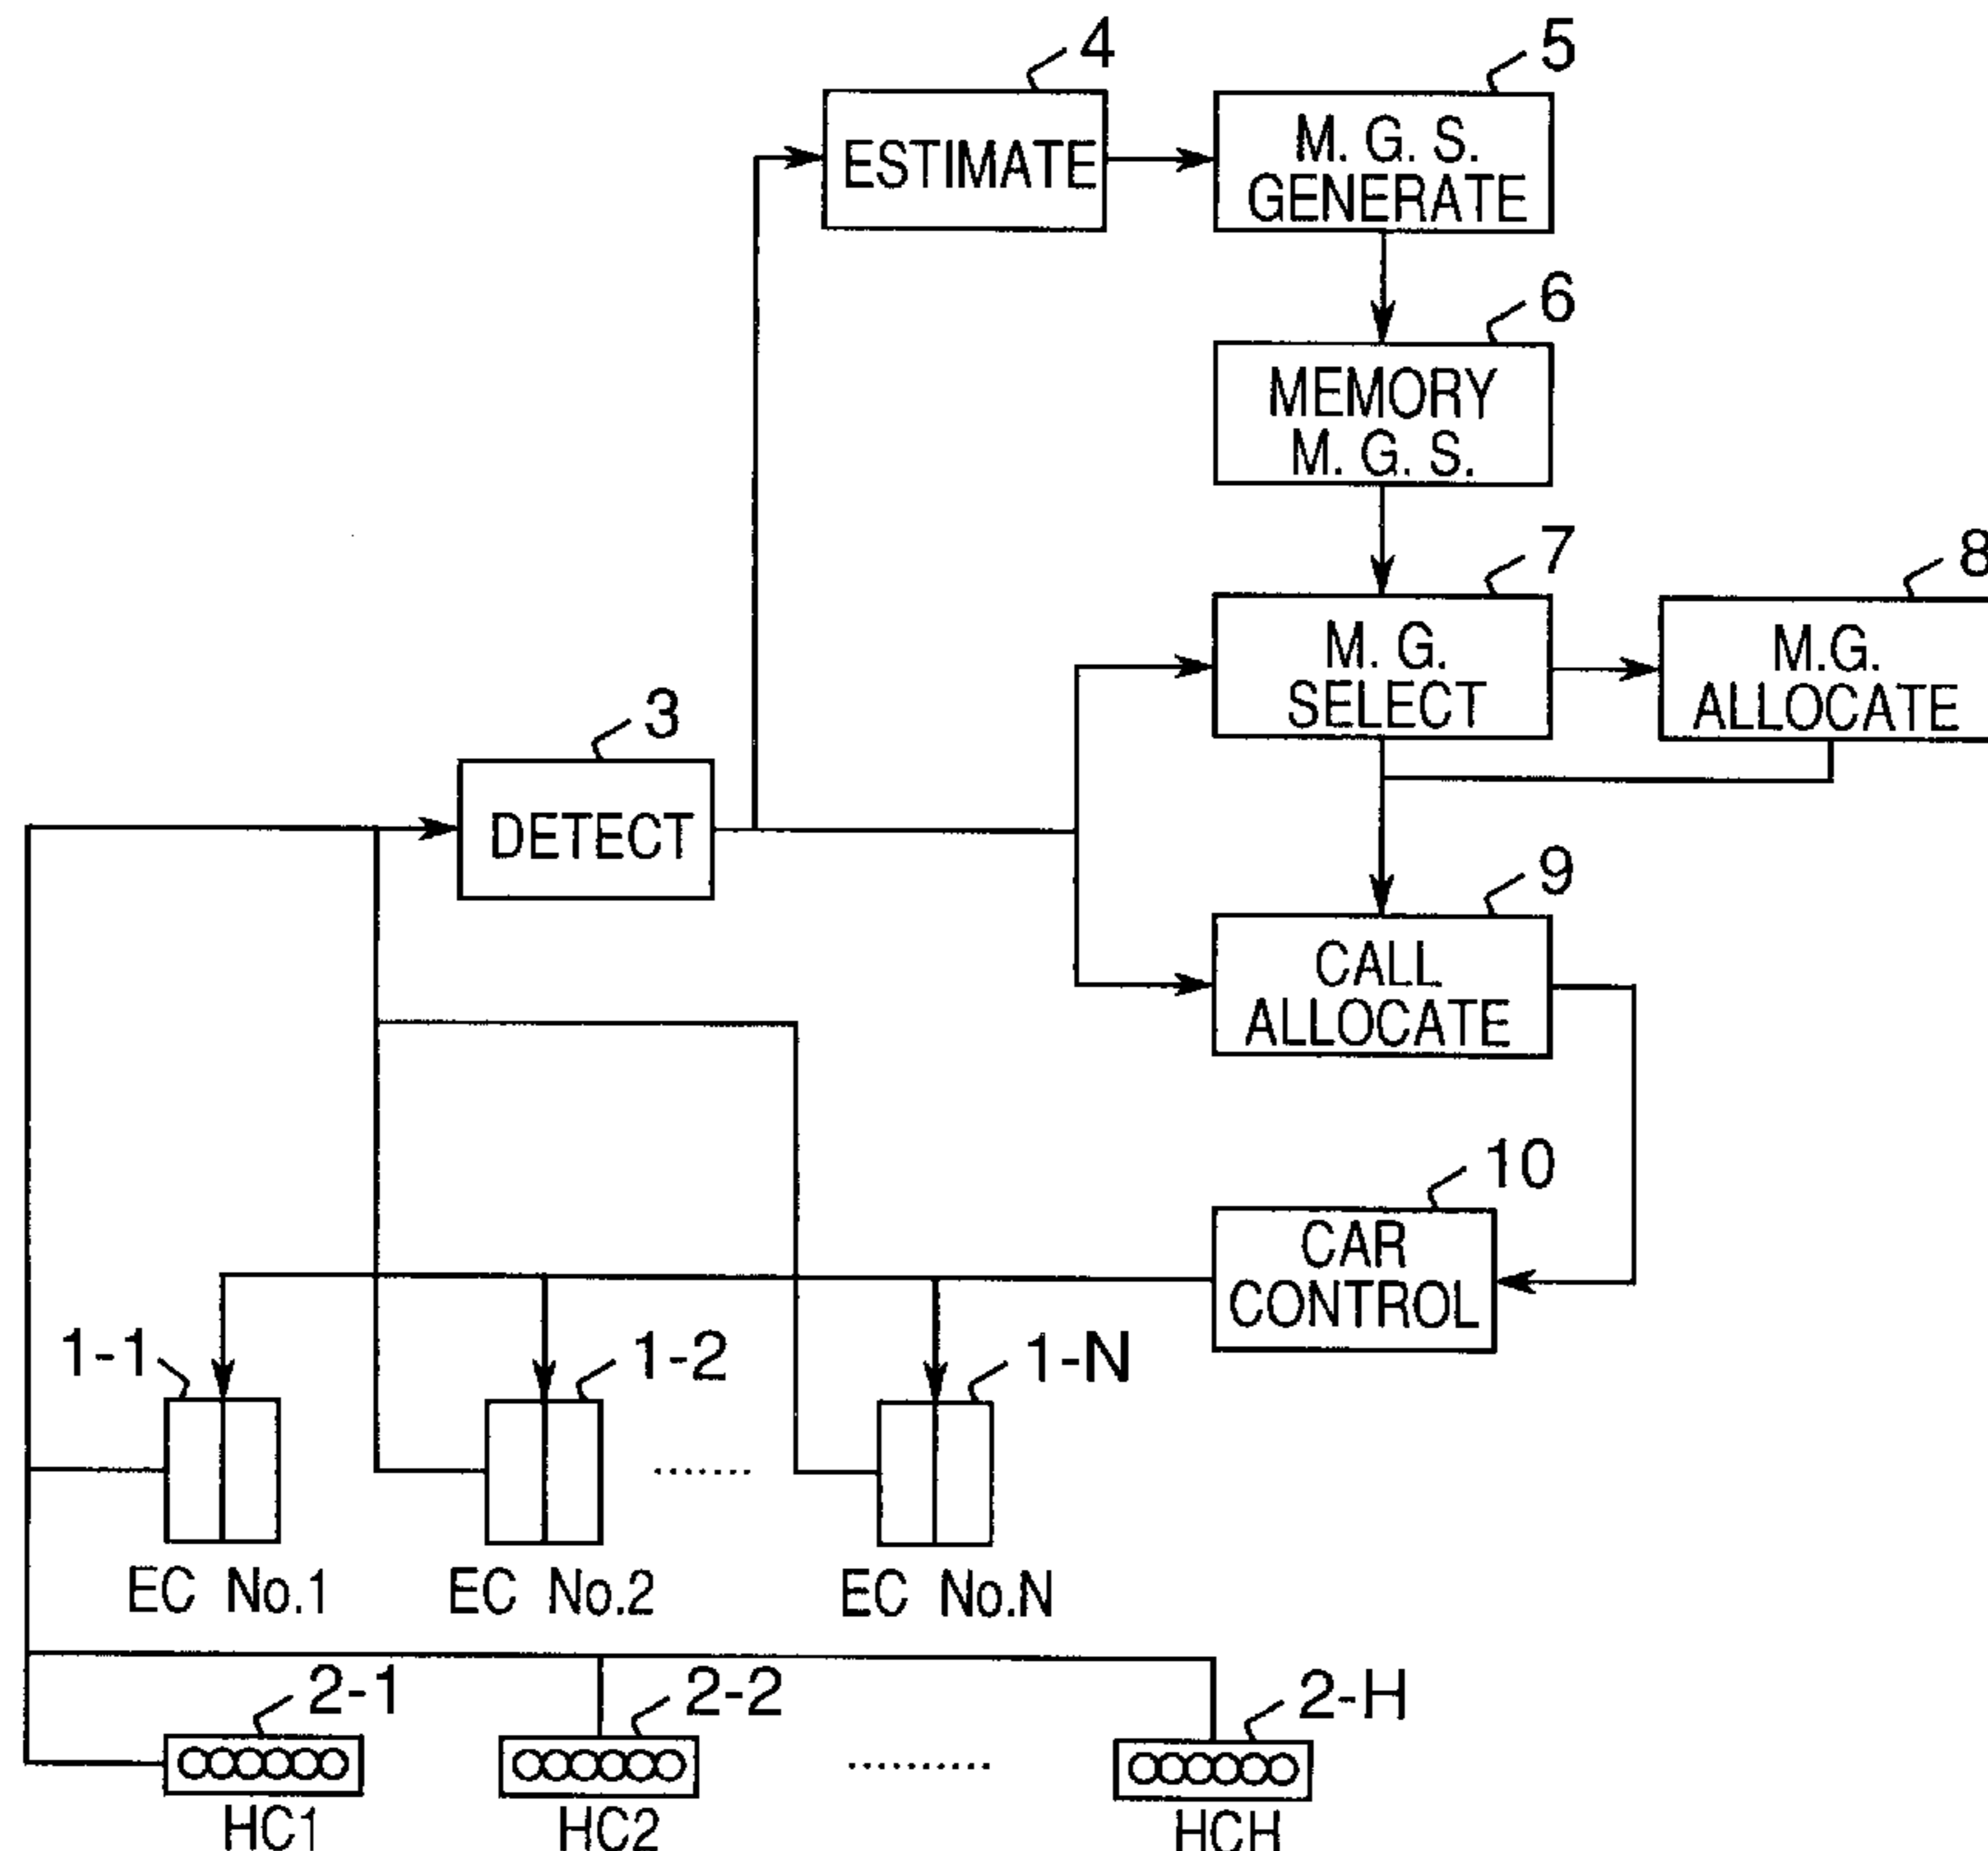 4
5
ESTIMATE
M. G. S.
GENERATE
6
MEMORY
M. G. S.
7
8
M. G.
SELECT
M.G.
ALLOCATE
3
DETECT
9
CALL
ALLOCATE
10
CAR
CONTROL
1-1
1-2
1-N
EC No.1
EC No.2
EC No.N
2-1
2-2
2-H
HC1
HC2
HCH